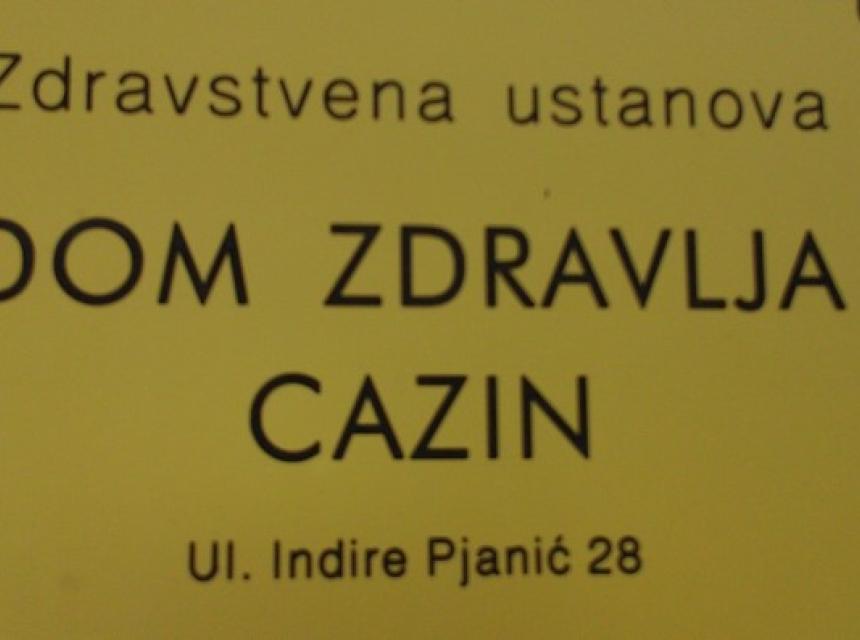 Zdravstvena ustanova
DOM ZDRAVLJA
CAZIN
Ul. Indire Pjanić 28